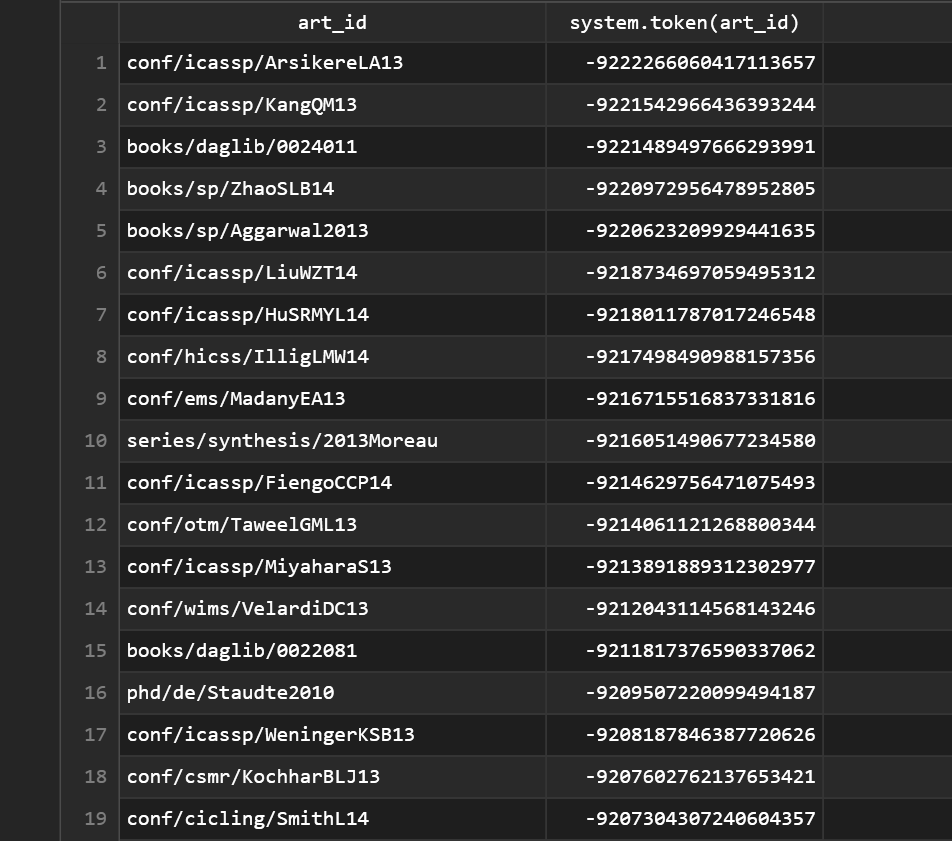 art_id system.token(art_id)
1 conf/icassp/ArsikereLA13 -9222266060417113657
2 conf/icassp/KangQM13 -9221542966436393244
3 books/daglib/0024011 -9221489497666293991
4 books/sp/ZhaoSLB14 -9220972956478952805
5 books/sp/Aggarwal2013 -9220623209929441635
6 conf/icassp/LiuWZT14 -9218734697059495312
7 conf/icassp/HuSRMYL14 -9218011787017246548
8 conf/hicss/IlligLMW14 -9217498490988157356
9 conf/ems/MadanyEA13 -9216715516837331816
10 series/synthesis/2013Moreau -9216051490677234580
11 conf/icassp/FiengoCCP14 -9214629756471075493
12 conf/otm/TaweelGML13 -9214061121268800344
13 conf/icassp/MiyaharaS13 -9213891889312302977
14 conf/wims/VelardiDC13 -9212043114568143246
15 books/daglib/0022081 -9211817376590337062
16 phd/de/Staudte2010 -9209507220099494187
17 conf/icassp/WeningerKSB13 -9208187846387720626
18 conf/csmr/KochharBLJ13 -9207602762137653421
19 conf/cicling/SmithL14 -9207304307240604357